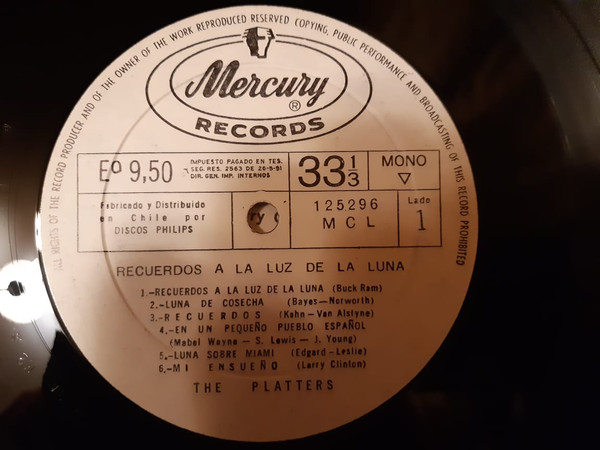 ALL RIGHTS OF THE RECORD PRODUCER AND OF THE OWNER OF THE WORK REPRODUCED RESERVED COPYING, PUBLIC PERFORMANCE AND BROADCASTING OF THIS RECORD PROHIBITED
Mercury
®
RECORDS
Eº 9,50
IMPUESTO PAGADO EN TES.
SEG. RES. 2563 DE 26-6-61
DIR. GEN. IMP. INTERNOS
33 1/3
MONO
▽
Fabricado y Distribuido
en Chile por
DISCOS PHILIPS
125296
MCL
Lado
1
RECUERDOS A LA LUZ DE LA LUNA
1.-RECUERDOS A LA LUZ DE LA LUNA (Buck Ram)
2.-LUNA DE COSECHA (Bayes-Norworth)
3.-RECUERDOS (Kahn-Van Alstyne)
4.-EN UN PEQUEÑO PUEBLO ESPAÑOL
(Mabel Wayne - S. Lewis - J. Young)
5.-LUNA SOBRE MIAMI (Edgard-Leslie)
6.-MI ENSUEÑO (Larry Clinton)
THE PLATTERS